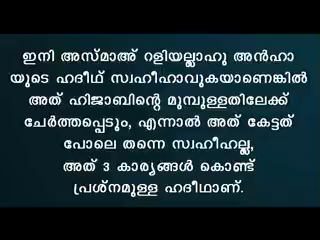 ഇനി അസ്മാഅ് റളിയല്ലാഹു അൻഹാ
യുടെ ഹദീഥ് സ്വഹീഹാവുകയാണെങ്കിൽ
അത് ഹിജാബിന്റെ മുമ്പുള്ളതിലേക്ക്
ചേർത്തപ്പെടും, എന്നാൽ അത് കേട്ടത്
പോലെ തന്നെ സ്വഹീഹല്ല,
അത് 3 കാര്യങ്ങൾ കൊണ്ട്
പ്രശ്നമുള്ള ഹദീഥാണ്.